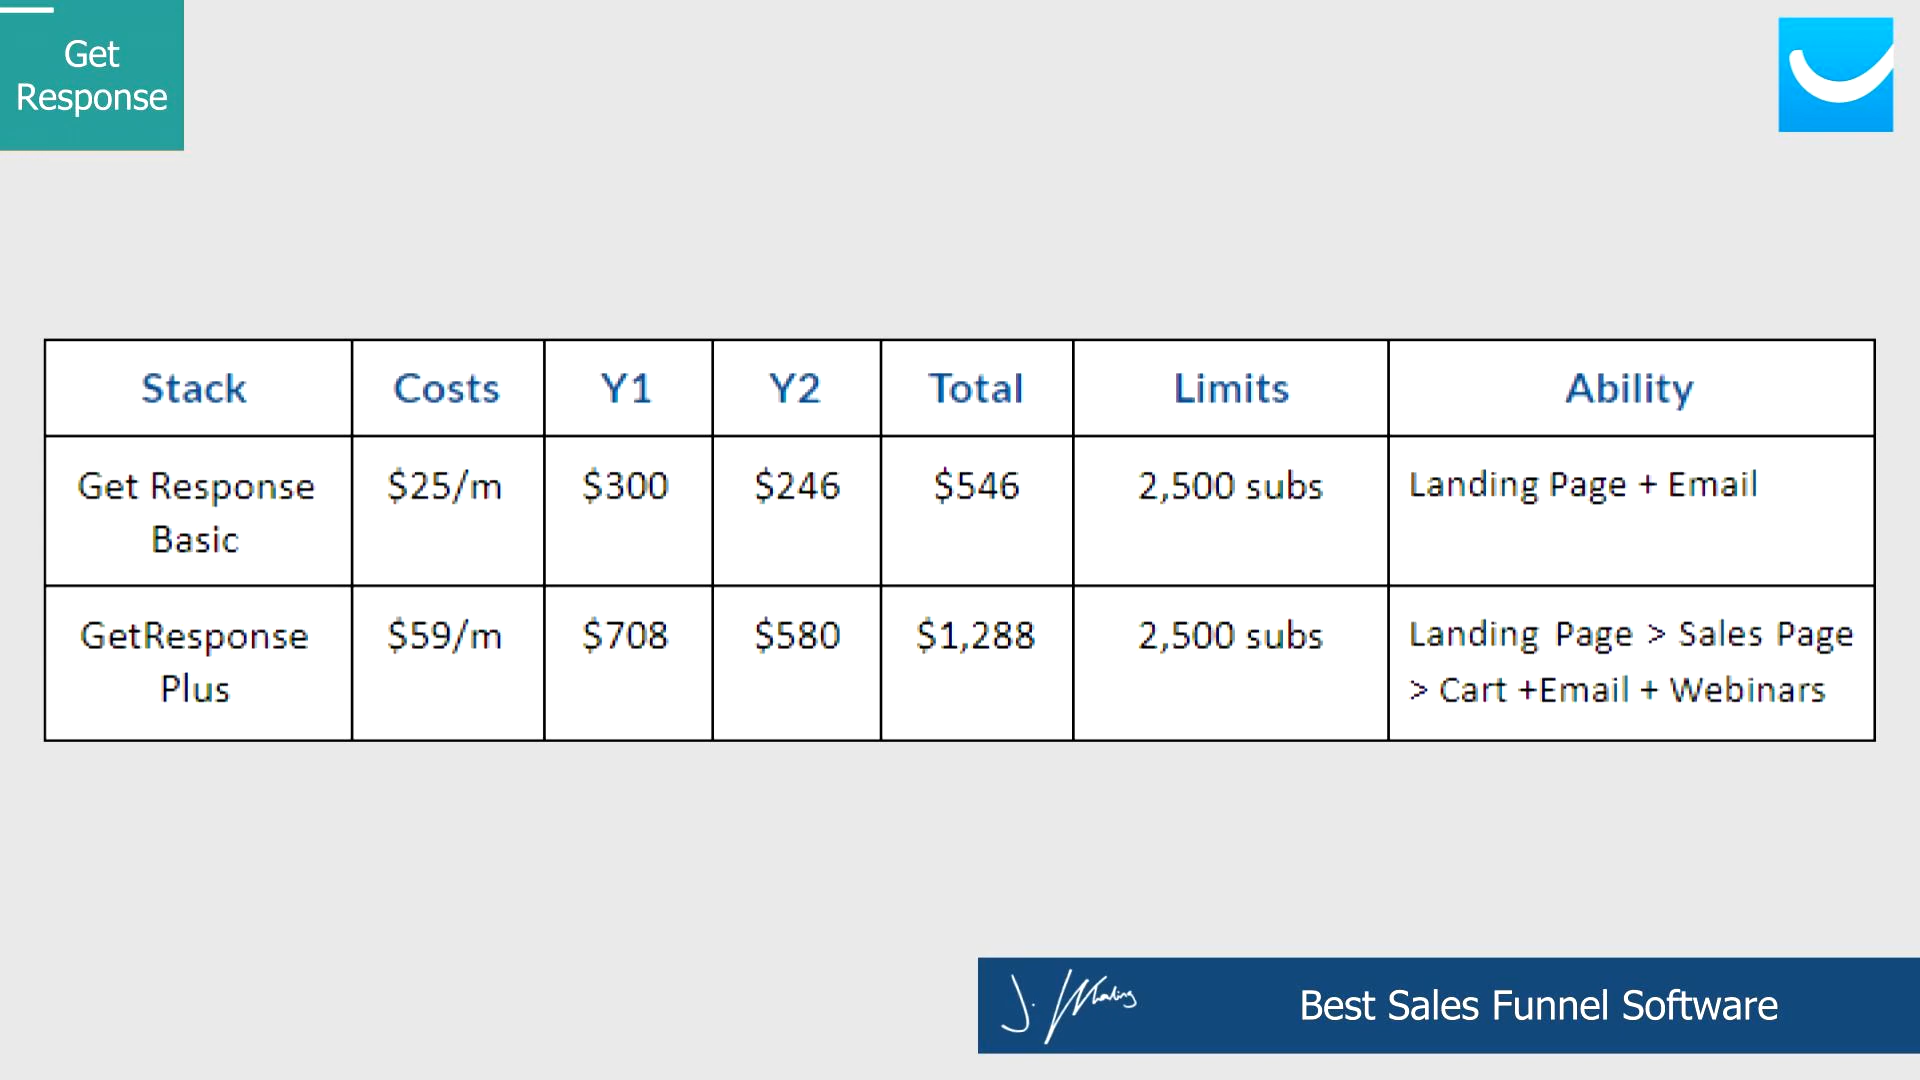 Get
Response
Stack Costs Y1 Y2 Total Limits Ability
Get Response $25/m $300 $246 $546 2,500 subs Landing Page + Email
Basic
GetResponse $59/m $708 $580 $1,288 2,500 subs Landing Page > Sales Page
Plus > Cart +Email + Webinars
Best Sales Funnel Software